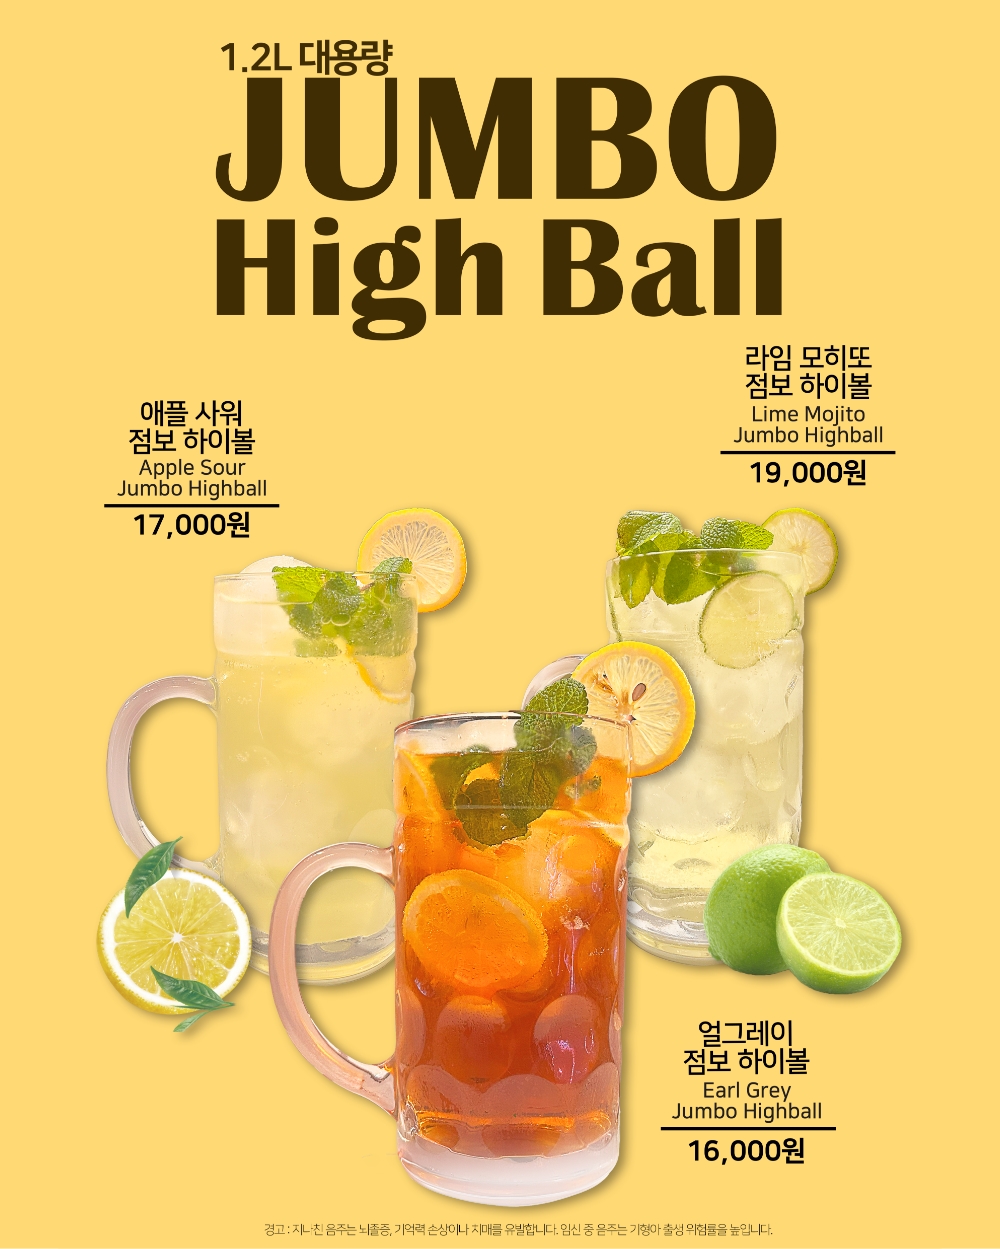 1.2L 대용량
JUMBO
High Ball
라임 모히또
점보 하이볼
Lime Mojito
Jumbo Highball
19,000원
애플 사워
점보 하이볼
Apple Sour
Jumbo Highball
17,000원
얼그레이
점보 하이볼
Earl Grey
Jumbo Highball
16,000원
경고 : 지나친 음주는 뇌졸중, 기억력 손상이나 치매를 유발합니다. 임신 중 음주는 기형아 출생 위험률을 높입니다.